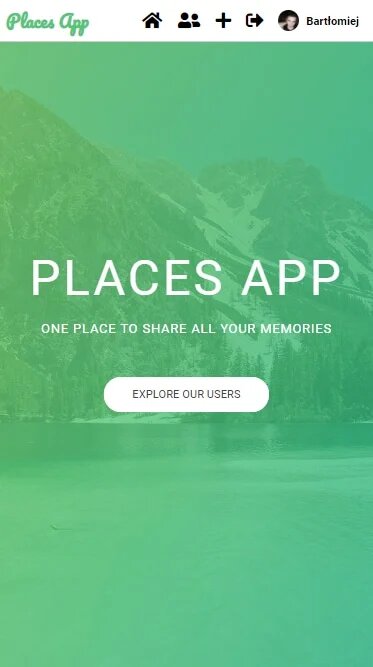 Places App
Bartłomiej
PLACES APP
ONE PLACE TO SHARE ALL YOUR MEMORIES
EXPLORE OUR USERS